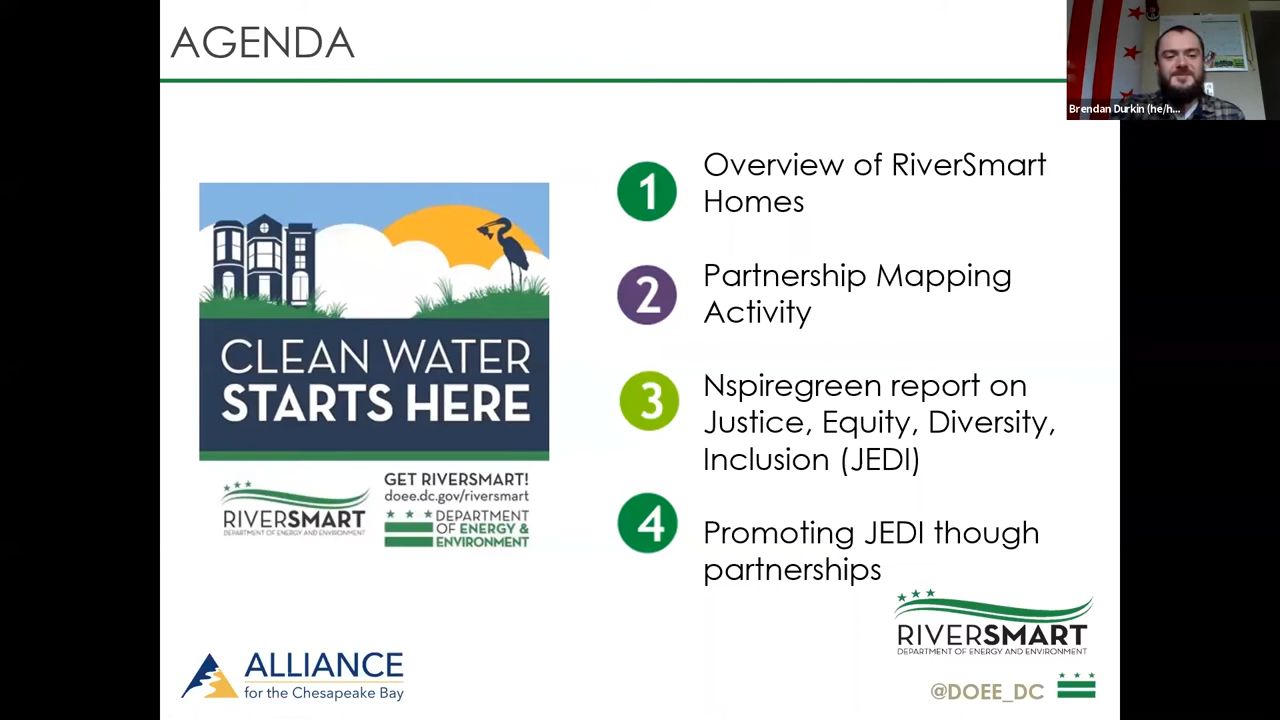 AGENDA
Brendan Durkin (he/h...
CLEAN WATER
STARTS HERE
RIVERSMART
DEPARTMENT OF ENERGY AND ENVIRONMENT
GET RIVERSMART!
doee.dc.gov/riversmart
DEPARTMENT
OF ENERGY &
ENVIRONMENT
1
Overview of RiverSmart
Homes
2
Partnership Mapping
Activity
3
Nspiregreen report on
Justice, Equity, Diversity,
Inclusion (JEDI)
4
Promoting JEDI though
partnerships
ALLIANCE
for the Chesapeake Bay
RIVERSMART
DEPARTMENT OF ENERGY AND ENVIRONMENT
@DOEE_DC